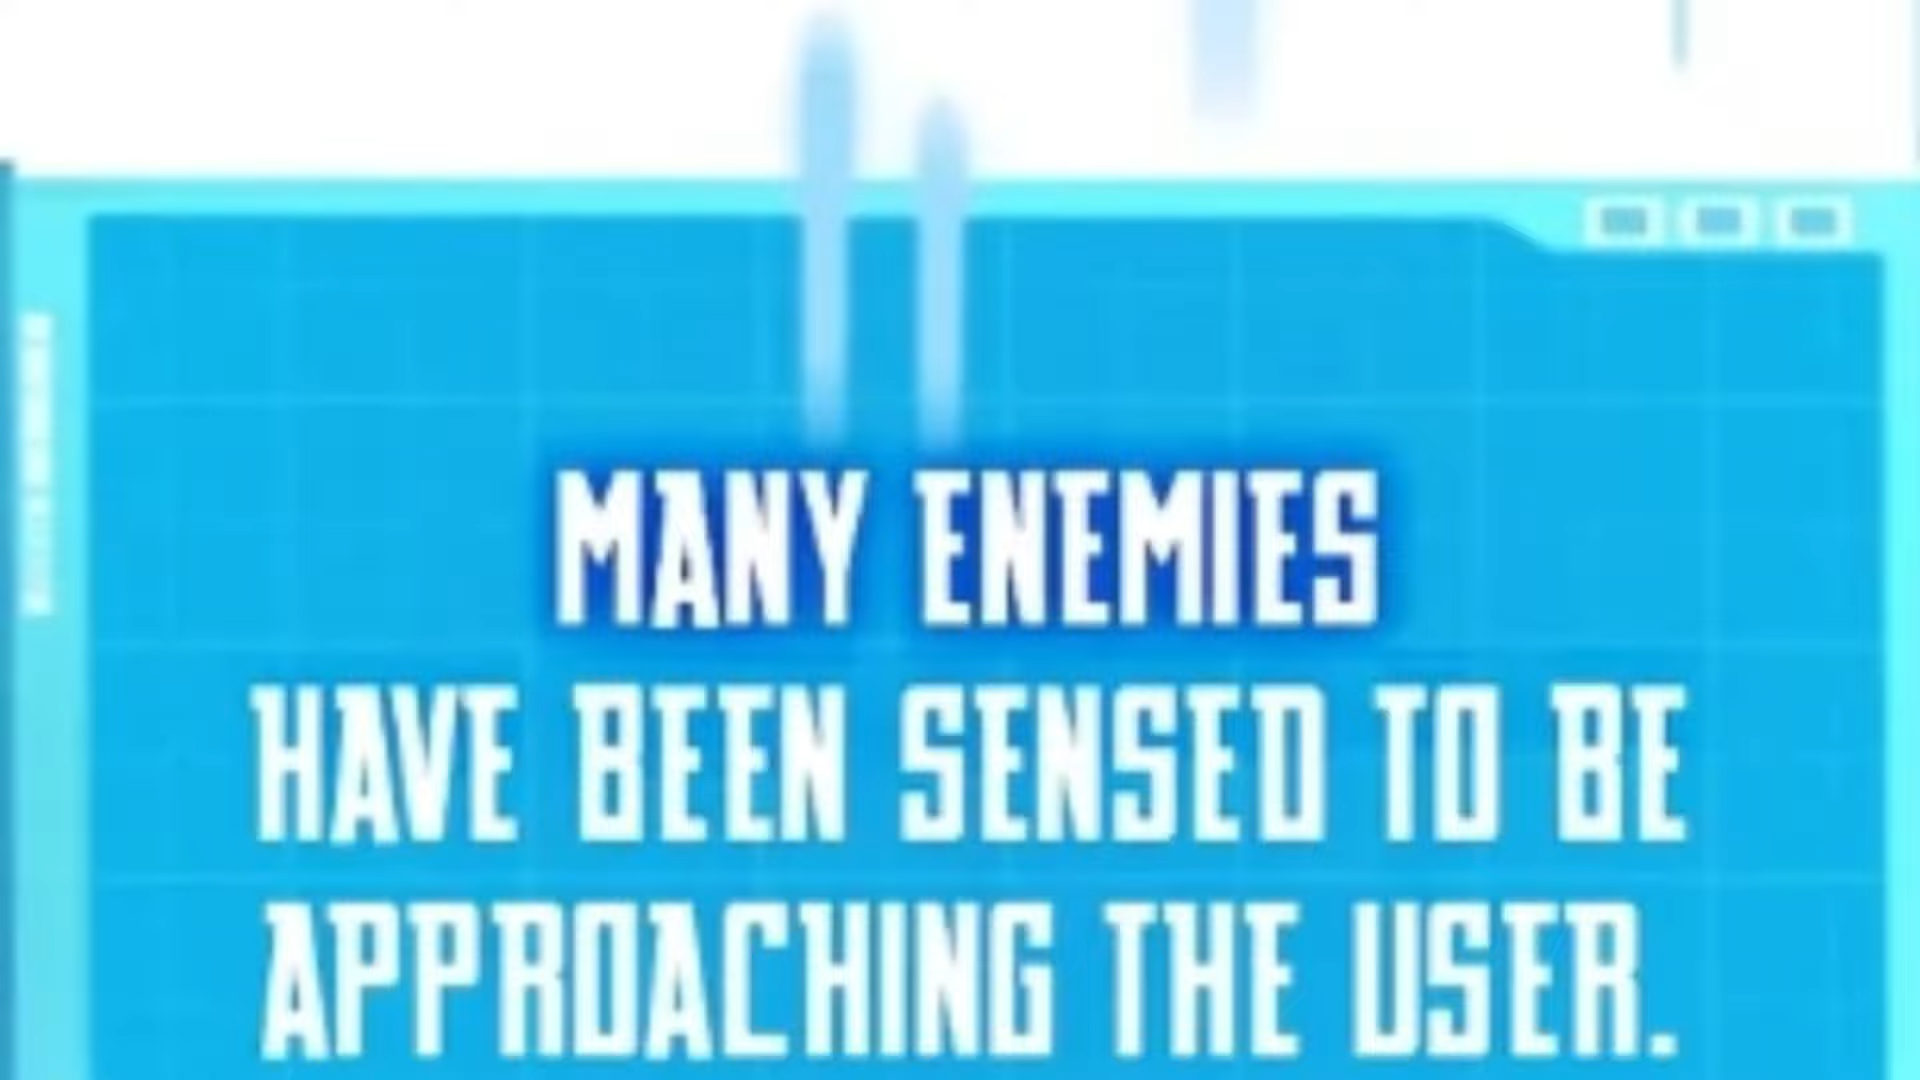 MANY ENEMIES
HAVE BEEN SENSED TO BE
APPROACHING THE USER.